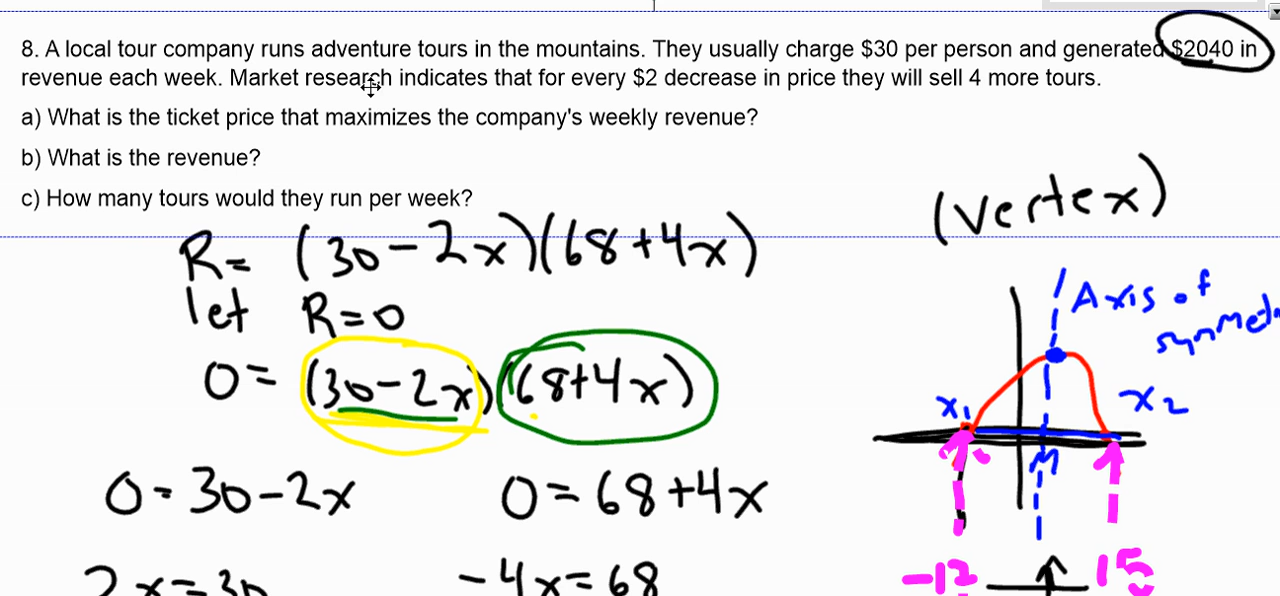 8. A local tour company runs adventure tours in the mountains. They usually charge $30 per person and generated $2040 in
revenue each week. Market research indicates that for every $2 decrease in price they will sell 4 more tours.
a) What is the ticket price that maximizes the company's weekly revenue?
b) What is the revenue?
c) How many tours would they run per week?
(vertex)
R= (30-2x)(68+4x)
let R=0
Axis of
0= (30-2x)(68+4x)
x1 x2
M
0=30-2x 0=68+4x
2x=30 -4x=68
15